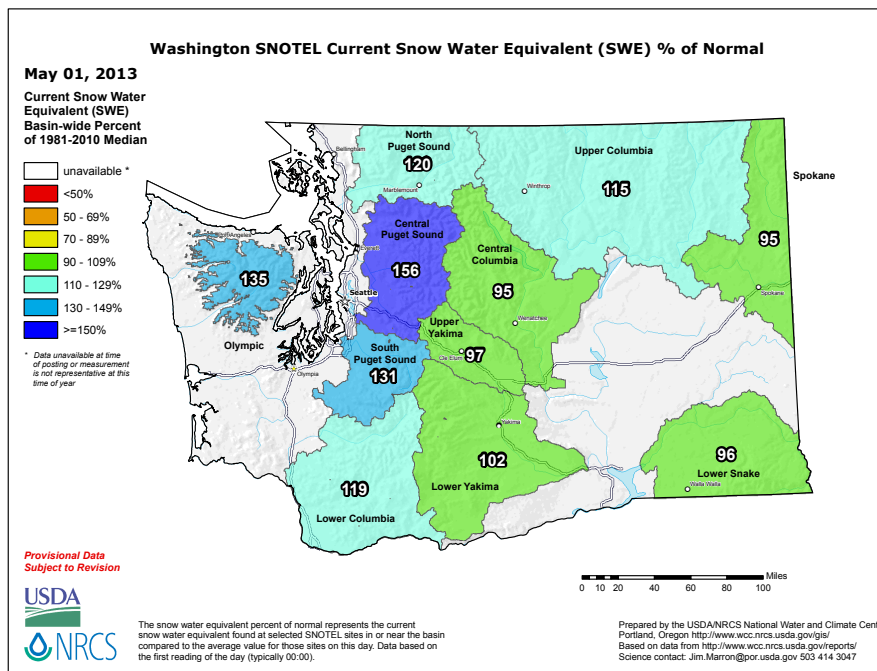 Washington SNOTEL Current Snow Water Equivalent (SWE) % of Normal
May 01, 2013
Current Snow Water
Equivalent (SWE)
Basin-wide Percent
of 1981-2010 Median
unavailable *
<50%
50 - 69%
70 - 89%
90 - 109%
110 - 129%
130 - 149%
>=150%
* Data unavailable at time
of posting or measurement
is not representative at this
time of year
North
Puget Sound
120
Bellingham
Marblemount
Upper Columbia
115
Winthrop
Spokane
95
Spokane
Central
Puget Sound
156
Everett
Port Angeles
135
Olympic
Seattle
Central
Columbia
95
Wenatchee
Upper
Yakima
97
Cle Elum
South
Puget Sound
131
Olympia
Yakima
102
Lower Yakima
96
Lower Snake
Walla Walla
119
Lower Columbia
Provisional Data
Subject to Revision
Miles
0 10 20 40 60 80 100
USDA
NRCS
The snow water equivalent percent of normal represents the current
snow water equivalent found at selected SNOTEL sites in or near the basin
compared to the average value for those sites on this day. Data based on
the first reading of the day (typically 00:00).
Prepared by the USDA/NRCS National Water and Climate Cent
Portland, Oregon http://www.wcc.nrcs.usda.gov/gis/
Based on data from http://www.wcc.nrcs.usda.gov/reports/
Science contact: Jim.Marron@por.usda.gov 503 414 3047